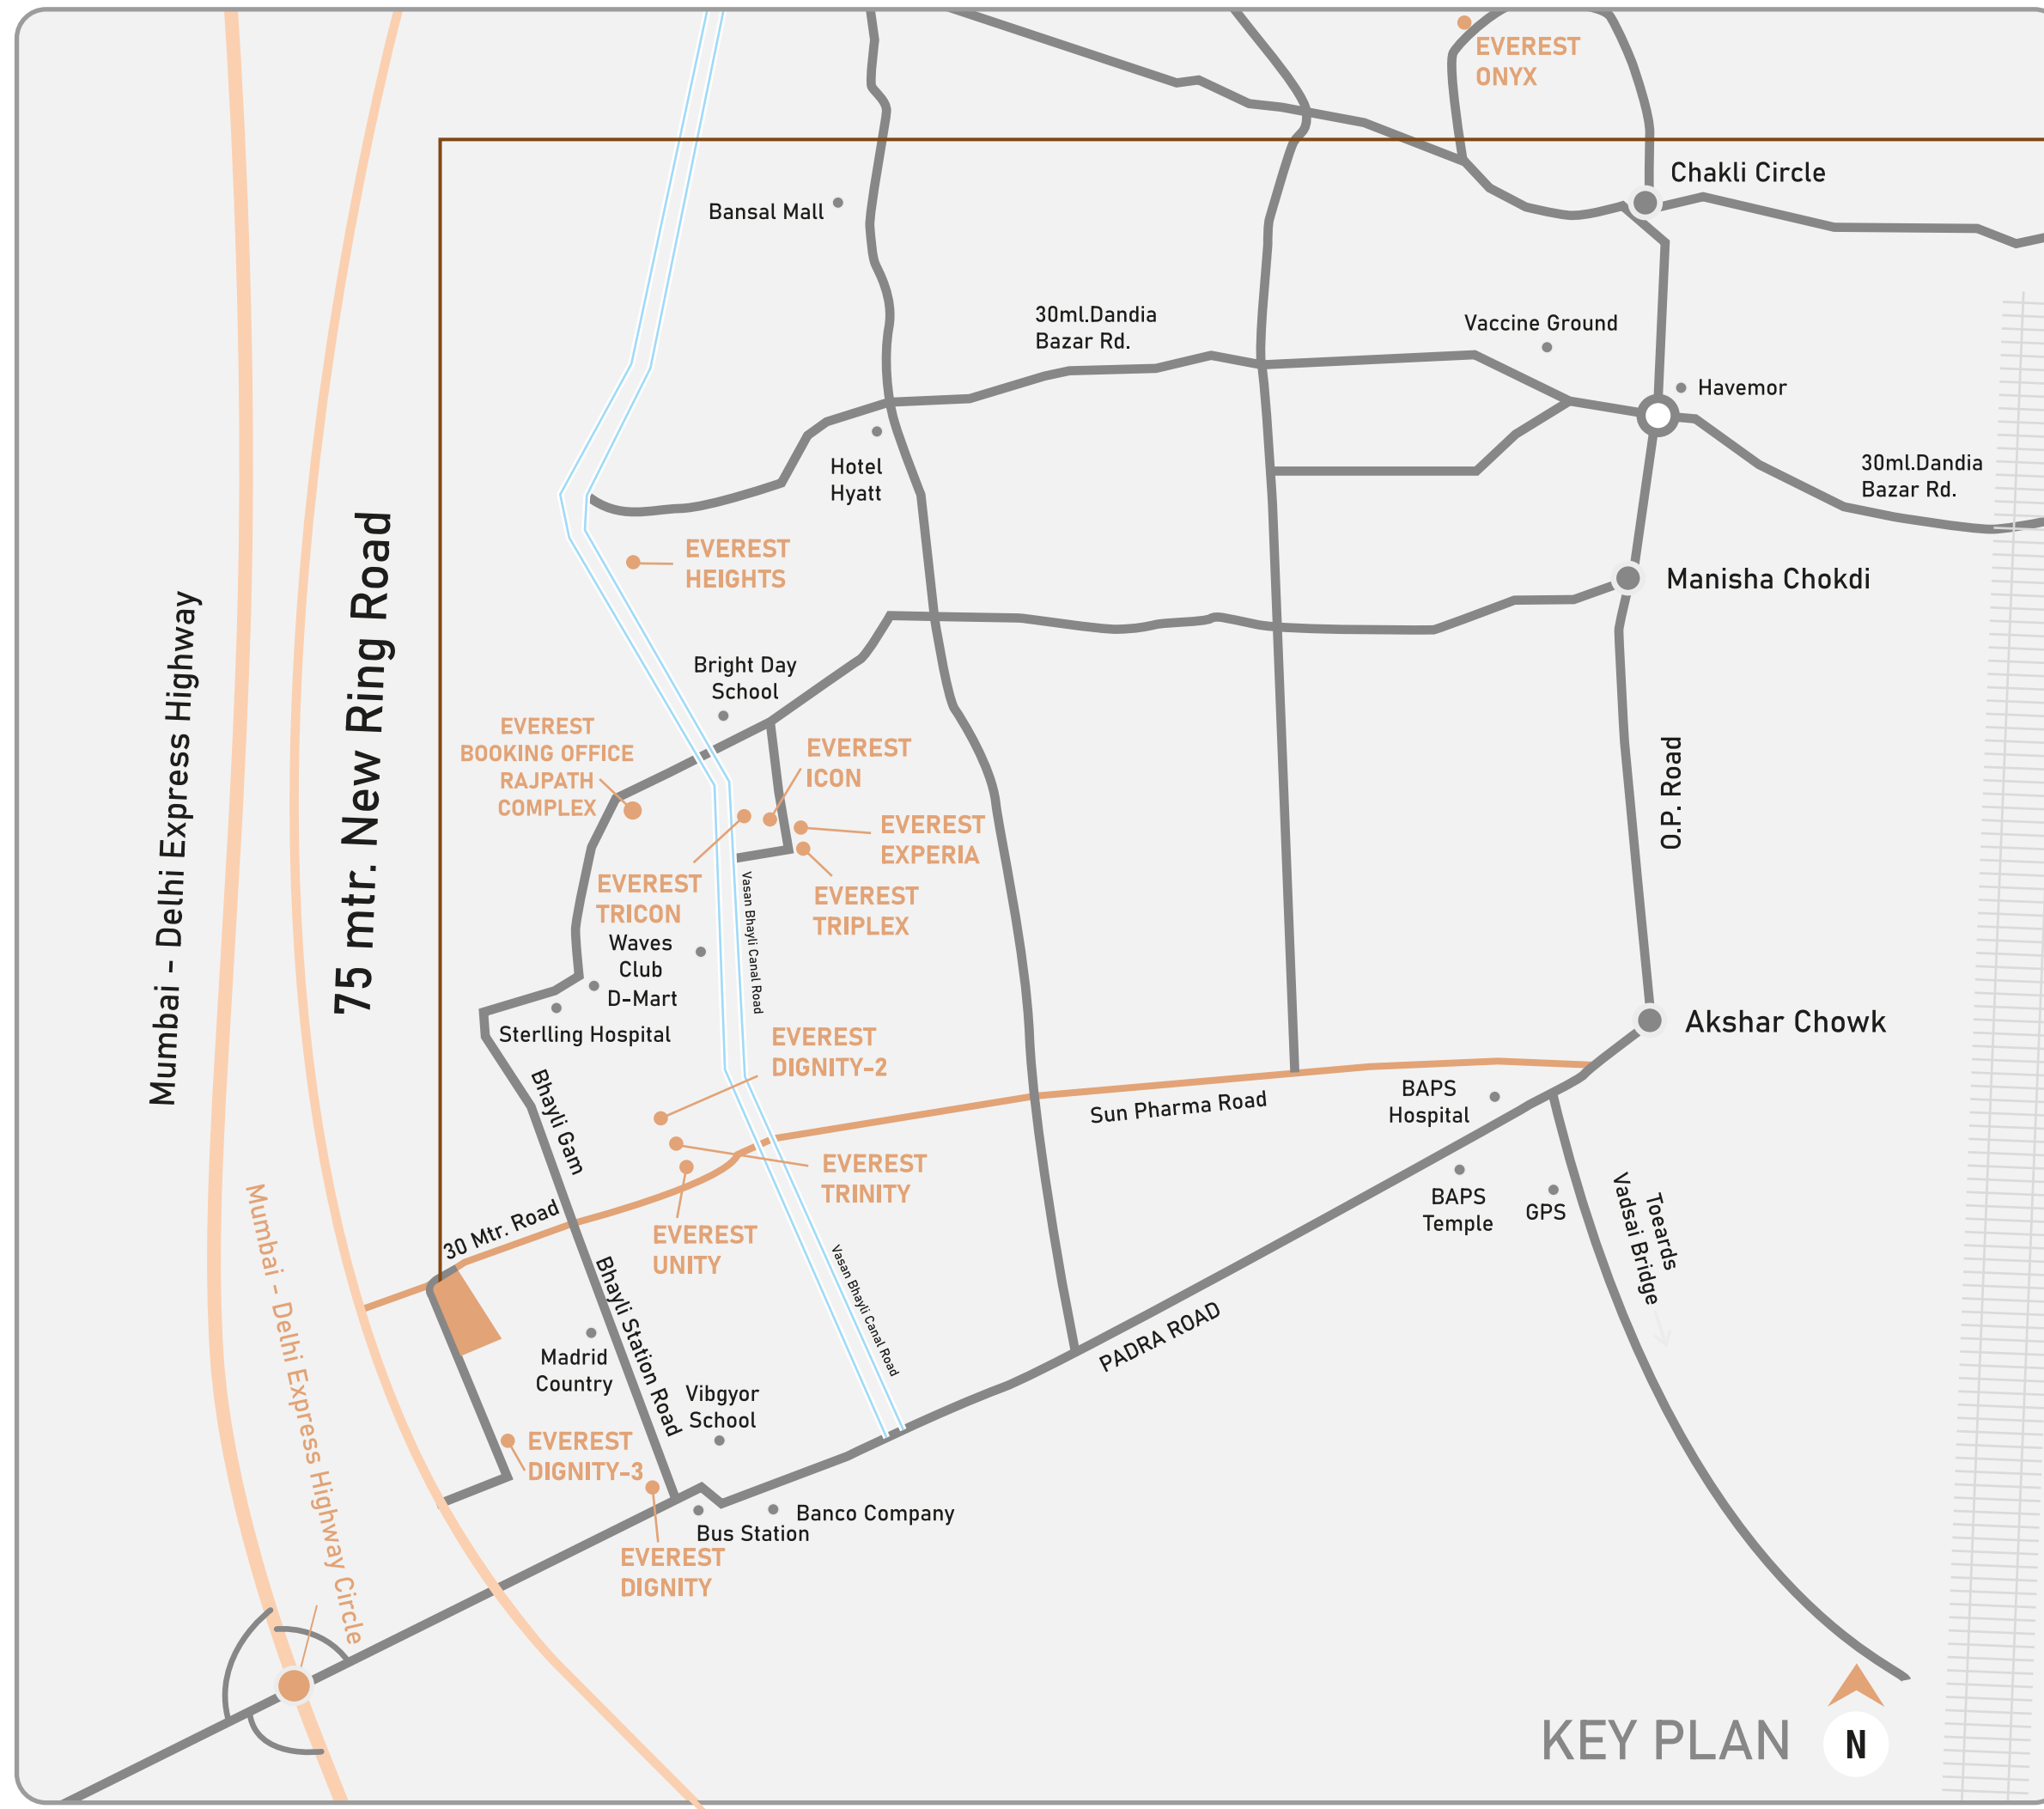 EVEREST
ONYX
Chakli Circle
Bansal Mall
30ml.Dandia
Bazar Rd.
Vaccine Ground
Havemor
Hotel
Hyatt
30ml.Dandia
Bazar Rd.
EVEREST
HEIGHTS
Manisha Chokdi
Mumbai - Delhi Express Highway
75 mtr. New Ring Road
Bright Day
School
EVEREST
BOOKING OFFICE
RAJPATH
COMPLEX
EVEREST
ICON
EVEREST
EXPERIA
EVEREST
TRICON
EVEREST
TRIPLEX
O.P. Road
Waves
Club
D-Mart
Sterlling Hospital
Vasan Bhayli Canal Road
Akshar Chowk
EVEREST
DIGNITY-2
Bhayli Gam
Sun Pharma Road
BAPS
Hospital
EVEREST
TRINITY
BAPS
Temple
GPS
Toeards
Vadsai Bridge
30 Mtr. Road
EVEREST
UNITY
Mumbai - Delhi Express Highway Circle
Bhayli Station Road
Vasan Bhayli Canal Road
PADRA ROAD
Madrid
Country
Vibgyor
School
EVEREST
DIGNITY-3
Banco Company
Bus Station
EVEREST
DIGNITY
KEY PLAN
N